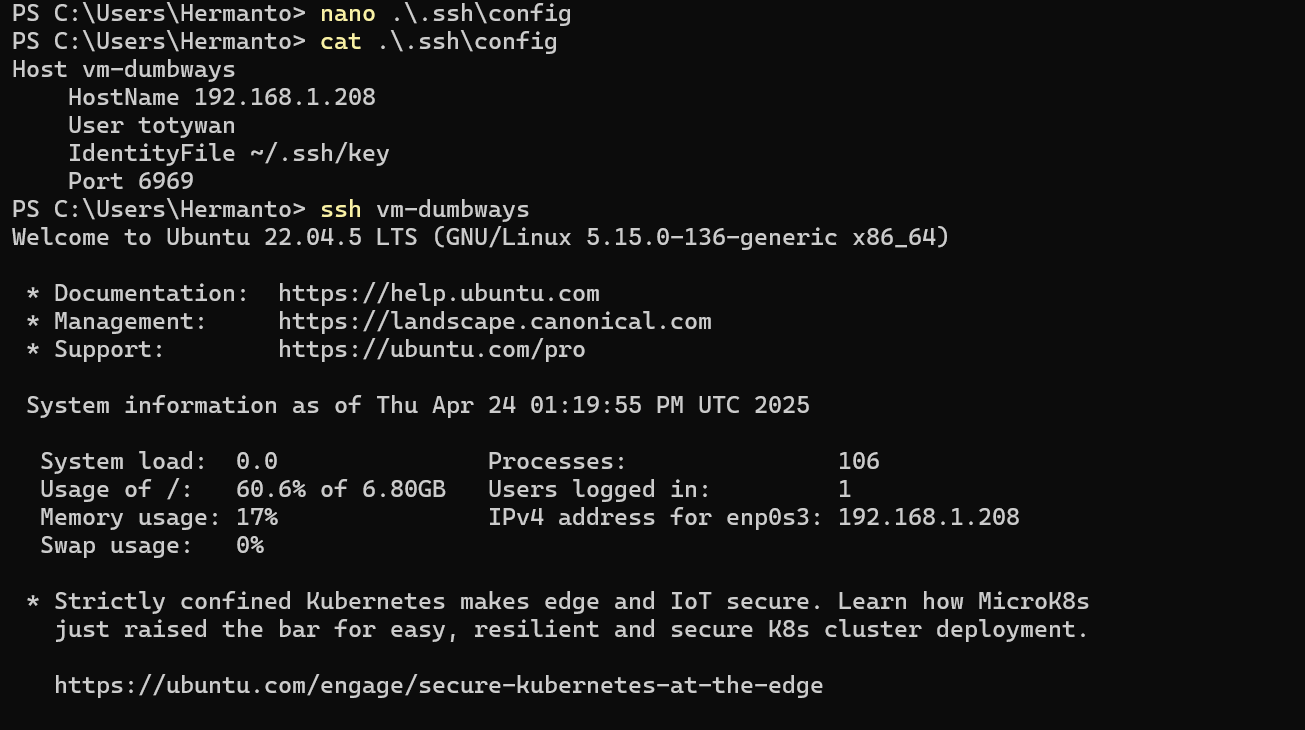 PS C:\Users\Hermanto> nano .\.ssh\config
PS C:\Users\Hermanto> cat .\.ssh\config
Host vm-dumbways
    HostName 192.168.1.208
    User totywan
    IdentityFile ~/.ssh/key
    Port 6969
PS C:\Users\Hermanto> ssh vm-dumbways
Welcome to Ubuntu 22.04.5 LTS (GNU/Linux 5.15.0-136-generic x86_64)

 * Documentation:  https://help.ubuntu.com
 * Management:     https://landscape.canonical.com
 * Support:        https://ubuntu.com/pro

 System information as of Thu Apr 24 01:19:55 PM UTC 2025

  System load:  0.0               Processes:               106
  Usage of /:   60.6% of 6.80GB   Users logged in:         1
  Memory usage: 17%               IPv4 address for enp0s3: 192.168.1.208
  Swap usage:   0%

 * Strictly confined Kubernetes makes edge and IoT secure. Learn how MicroK8s
   just raised the bar for easy, resilient and secure K8s cluster deployment.

   https://ubuntu.com/engage/secure-kubernetes-at-the-edge